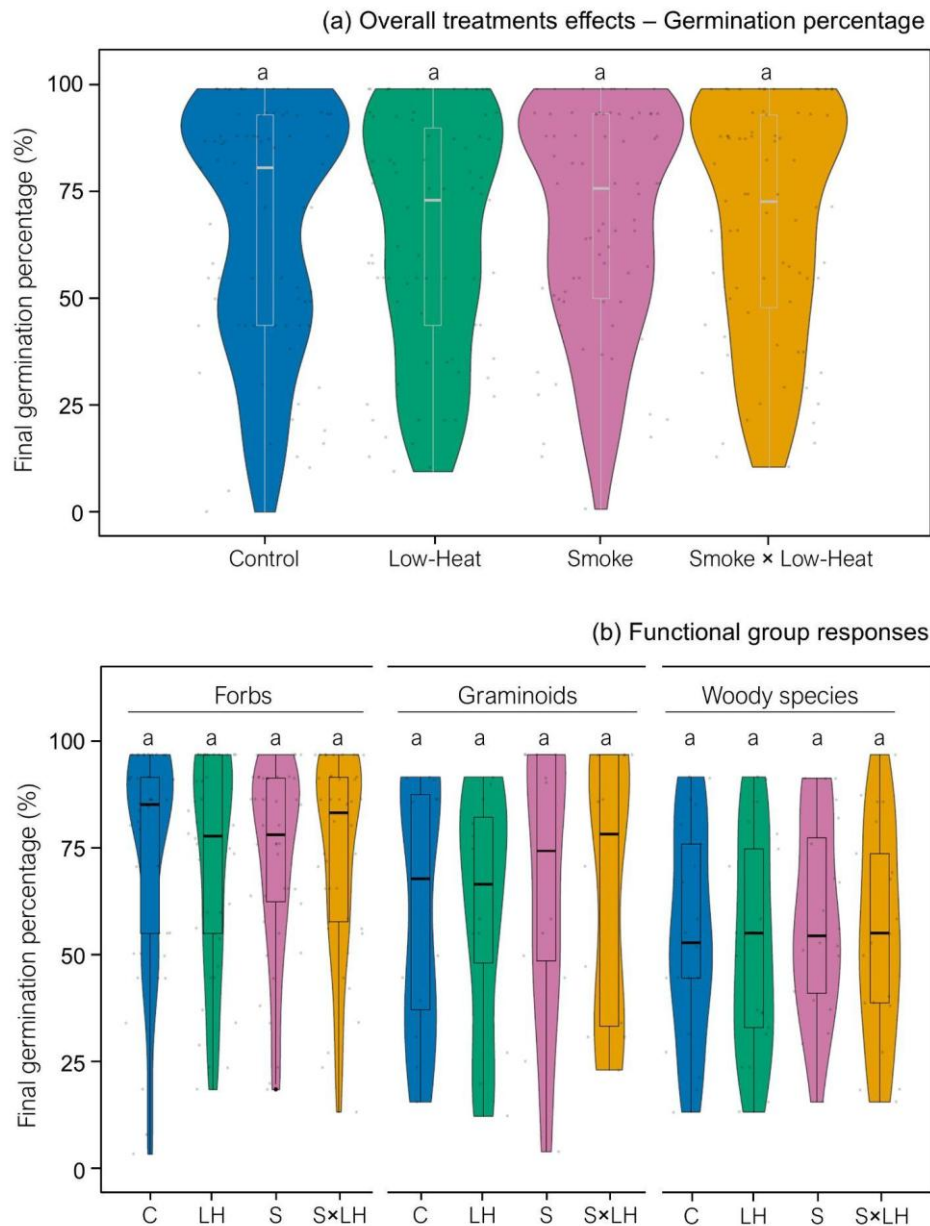 (a) Overall treatments effects – Germination percentage
a a a a
100
75
50
25
0
Final germination percentage (%)
Control Low-Heat Smoke Smoke × Low-Heat
(b) Functional group responses
Forbs Graminoids Woody species
a a a a a a a a a a a a
100
75
50
25
0
Final germination percentage (%)
C LH S S×LH C LH S S×LH C LH S S×LH